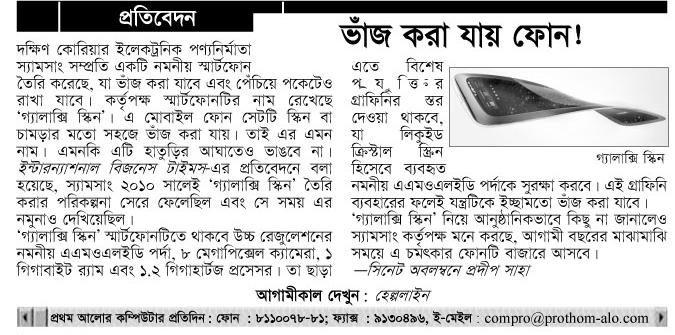 প্রতিবেদন
ভাঁজ করা যায় ফোন!
দক্ষিণ কোরিয়ার ইলেকট্রনিক পণ্যনির্মাতা
স্যামসাং সম্প্রতি একটি নমনীয় স্মার্টফোন
তৈরি করেছে, যা ভাঁজ করা যাবে এবং পেঁচিয়ে পকেটেও
রাখা যাবে। কর্তৃপক্ষ স্মার্টফোনটির নাম রেখেছে
‘গ্যালাক্সি স্কিন’। এ মোবাইল ফোন সেটটি স্কিন বা
চামড়ার মতো সহজে ভাঁজ করা যায়। তাই এর এমন
নাম। এমনকি এটি হাতুড়ির আঘাতেও ভাঙবে না।
ইন্টারন্যাশনাল বিজনেস টাইমস-এর প্রতিবেদনে বলা
হয়েছে, স্যামসাং ২০১০ সালেই ‘গ্যালাক্সি স্কিন’ তৈরি
করার পরিকল্পনা সেরে ফেলেছিল এবং সে সময় এর
নমুনাও দেখিয়েছিল।
‘গ্যালাক্সি স্কিন’ স্মার্টফোনটিতে থাকবে উচ্চ রেজুলেশনের
নমনীয় এএমওএলইডি পর্দা, ৮ মেগাপিক্সেল ক্যামেরা, ১
গিগাবাইট র‍্যাম এবং ১.২ গিগাহার্টজ প্রসেসর। তা ছাড়া
এতে বিশেষ
গ্রাফিনির স্তর
দেওয়া থাকবে,
যা লিকুইড
ক্রিস্টাল স্ক্রিন
হিসেবে ব্যবহৃত
গ্যালাক্সি স্কিন
নমনীয় এএমওএলইডি পর্দাকে সুরক্ষা করবে। এই গ্রাফিনি
ব্যবহারের ফলেই যন্ত্রটিকে ইচ্ছামতো ভাঁজ করা যাবে।
‘গ্যালাক্সি স্কিন’ নিয়ে আনুষ্ঠানিকভাবে কিছু না জানালেও
স্যামসাং কর্তৃপক্ষ মনে করছে, আগামী বছরের মাঝামাঝি
সময়ে এ চমৎকার ফোনটি বাজারে আসবে।
—সিনেট অবলম্বনে প্রদীপ সাহা
আগামীকাল দেখুন : হেল্পলাইন
প্রথম আলোর কম্পিউটার প্রতিদিন : ফোন : ৮১১০০৭৮-৮১; ফ্যাক্স : ৯১৩০৪৯৬, ই-মেইল : compro@prothom-alo.com